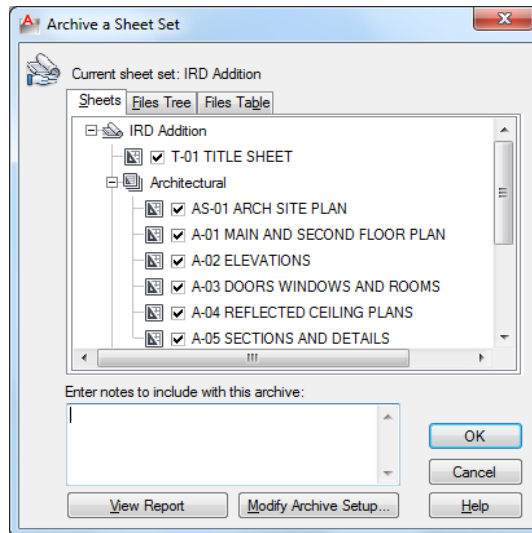 Archive a Sheet Set
Current sheet set: IRD Addition
Sheets Files Tree Files Table
IRD Addition
T-01 TITLE SHEET
Architectural
AS-01 ARCH SITE PLAN
A-01 MAIN AND SECOND FLOOR PLAN
A-02 ELEVATIONS
A-03 DOORS WINDOWS AND ROOMS
A-04 REFLECTED CEILING PLANS
A-05 SECTIONS AND DETAILS
Enter notes to include with this archive:
OK
Cancel
View Report Modify Archive Setup... Help